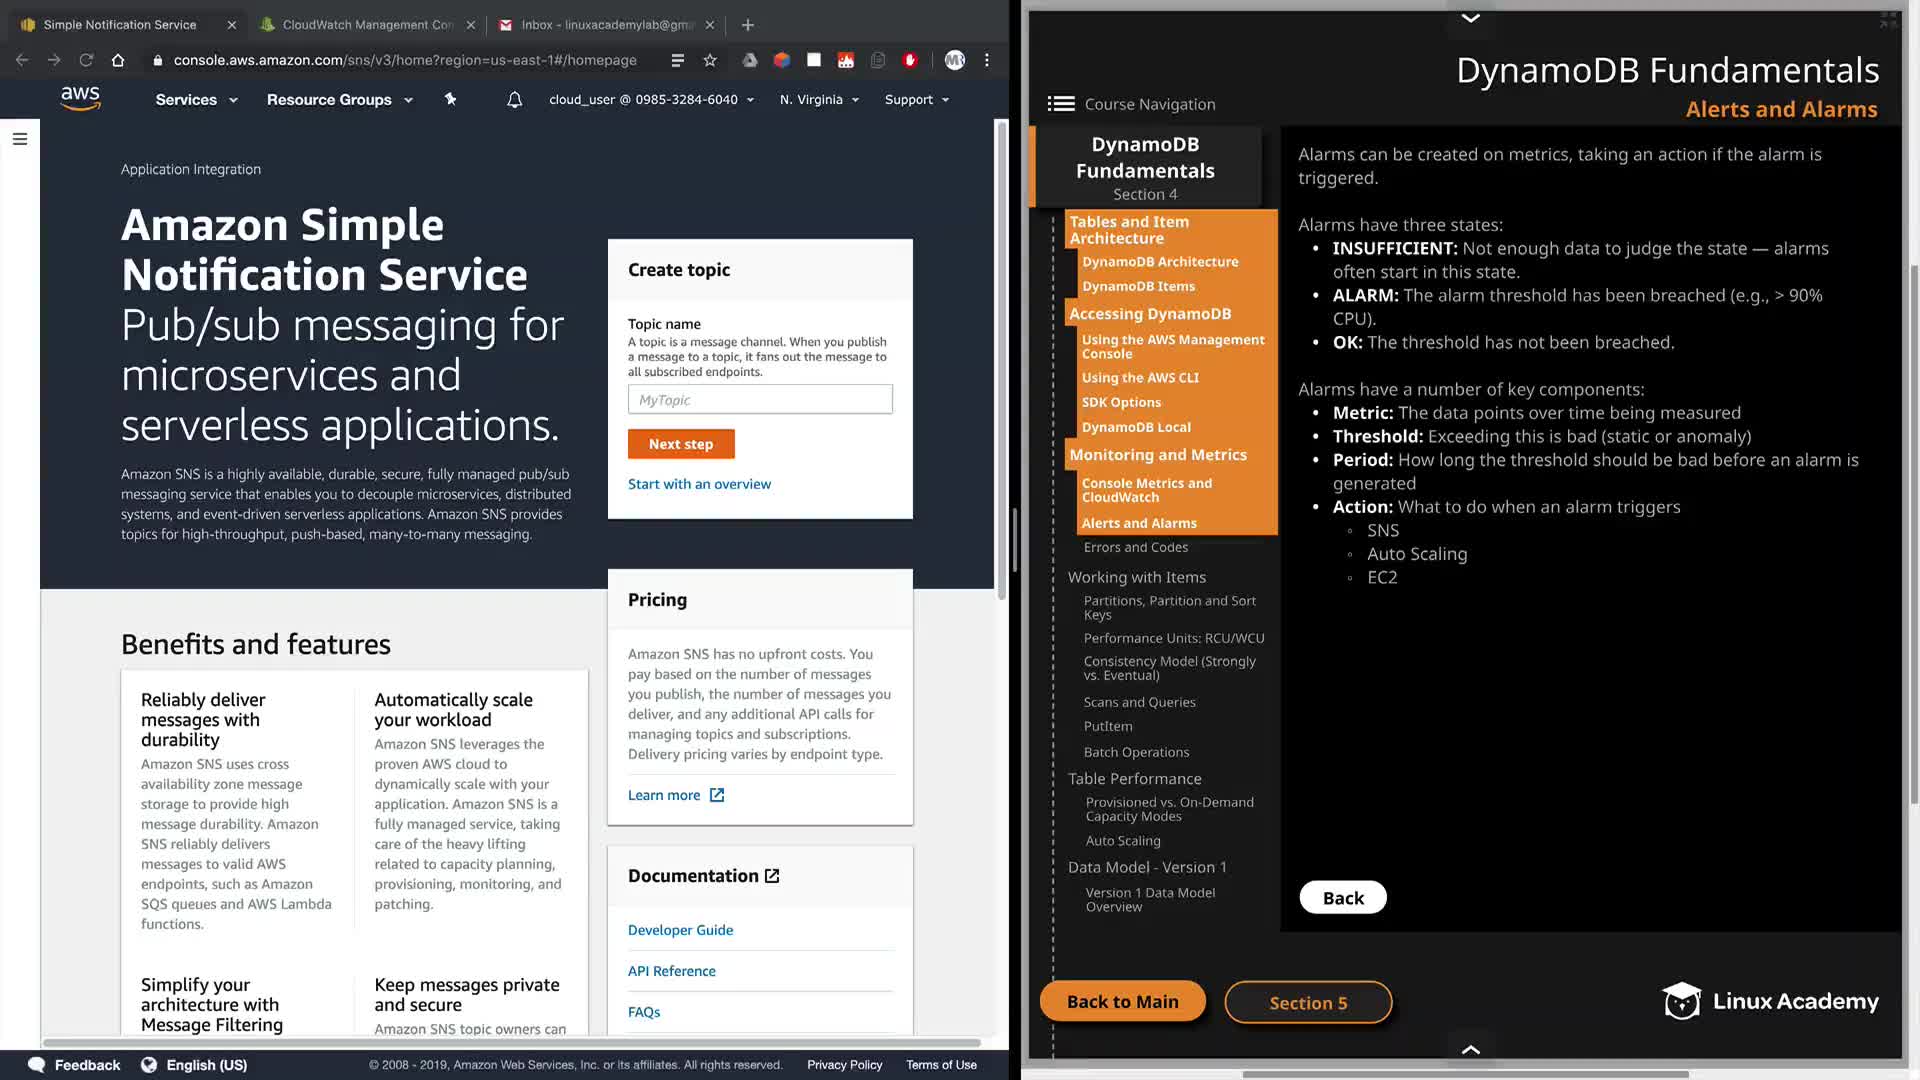 Simple Notification Service
CloudWatch Management Con
Inbox - linuxacademylab@gma
console.aws.amazon.com/sns/v3/home?region=us-east-1#/homepage
aws
Services
Resource Groups
cloud_user @ 0985-3284-6040
N. Virginia
Support
Application Integration
Amazon Simple
Notification Service
Pub/sub messaging for
microservices and
serverless applications.
Amazon SNS is a highly available, durable, secure, fully managed pub/sub
messaging service that enables you to decouple microservices, distributed
systems, and event-driven serverless applications. Amazon SNS provides
topics for high-throughput, push-based, many-to-many messaging.
Create topic
Topic name
A topic is a message channel. When you publish
a message to a topic, it fans out the message to
all subscribed endpoints.
MyTopic
Next step
Start with an overview
Pricing
Amazon SNS has no upfront costs. You
pay based on the number of messages
you publish, the number of messages you
deliver, and any additional API calls for
managing topics and subscriptions.
Delivery pricing varies by endpoint type.
Learn more
Benefits and features
Reliably deliver
messages with
durability
Amazon SNS uses cross
availability zone message
storage to provide high
message durability. Amazon
SNS reliably delivers
messages to valid AWS
endpoints, such as Amazon
SQS queues and AWS Lambda
functions.
Automatically scale
your workload
Amazon SNS leverages the
proven AWS cloud to
dynamically scale with your
application. Amazon SNS is a
fully managed service, taking
care of the heavy lifting
related to capacity planning,
provisioning, monitoring, and
patching.
Simplify your
architecture with
Message Filtering
Keep messages private
and secure
Amazon SNS topic owners can
Documentation
Developer Guide
API Reference
FAQs
Feedback
English (US)
© 2008 - 2019, Amazon Web Services, Inc. or its affiliates. All rights reserved.
Privacy Policy
Terms of Use
DynamoDB Fundamentals
Alerts and Alarms
Course Navigation
DynamoDB
Fundamentals
Section 4
Tables and Item
Architecture
DynamoDB Architecture
DynamoDB Items
Accessing DynamoDB
Using the AWS Management
Console
Using the AWS CLI
SDK Options
DynamoDB Local
Monitoring and Metrics
Console Metrics and
CloudWatch
Alerts and Alarms
Errors and Codes
Working with Items
Partitions, Partition and Sort
Keys
Performance Units: RCU/WCU
Consistency Model (Strongly
vs. Eventual)
Scans and Queries
PutItem
Batch Operations
Table Performance
Provisioned vs. On-Demand
Capacity Modes
Auto Scaling
Data Model - Version 1
Version 1 Data Model
Overview
Alarms can be created on metrics, taking an action if the alarm is
triggered.
Alarms have three states:
• INSUFFICIENT: Not enough data to judge the state — alarms
often start in this state.
• ALARM: The alarm threshold has been breached (e.g., > 90%
CPU).
• OK: The threshold has not been breached.
Alarms have a number of key components:
• Metric: The data points over time being measured
• Threshold: Exceeding this is bad (static or anomaly)
• Period: How long the threshold should be bad before an alarm is
generated
• Action: What to do when an alarm triggers
◦ SNS
◦ Auto Scaling
◦ EC2
Back
Back to Main
Section 5
Linux Academy